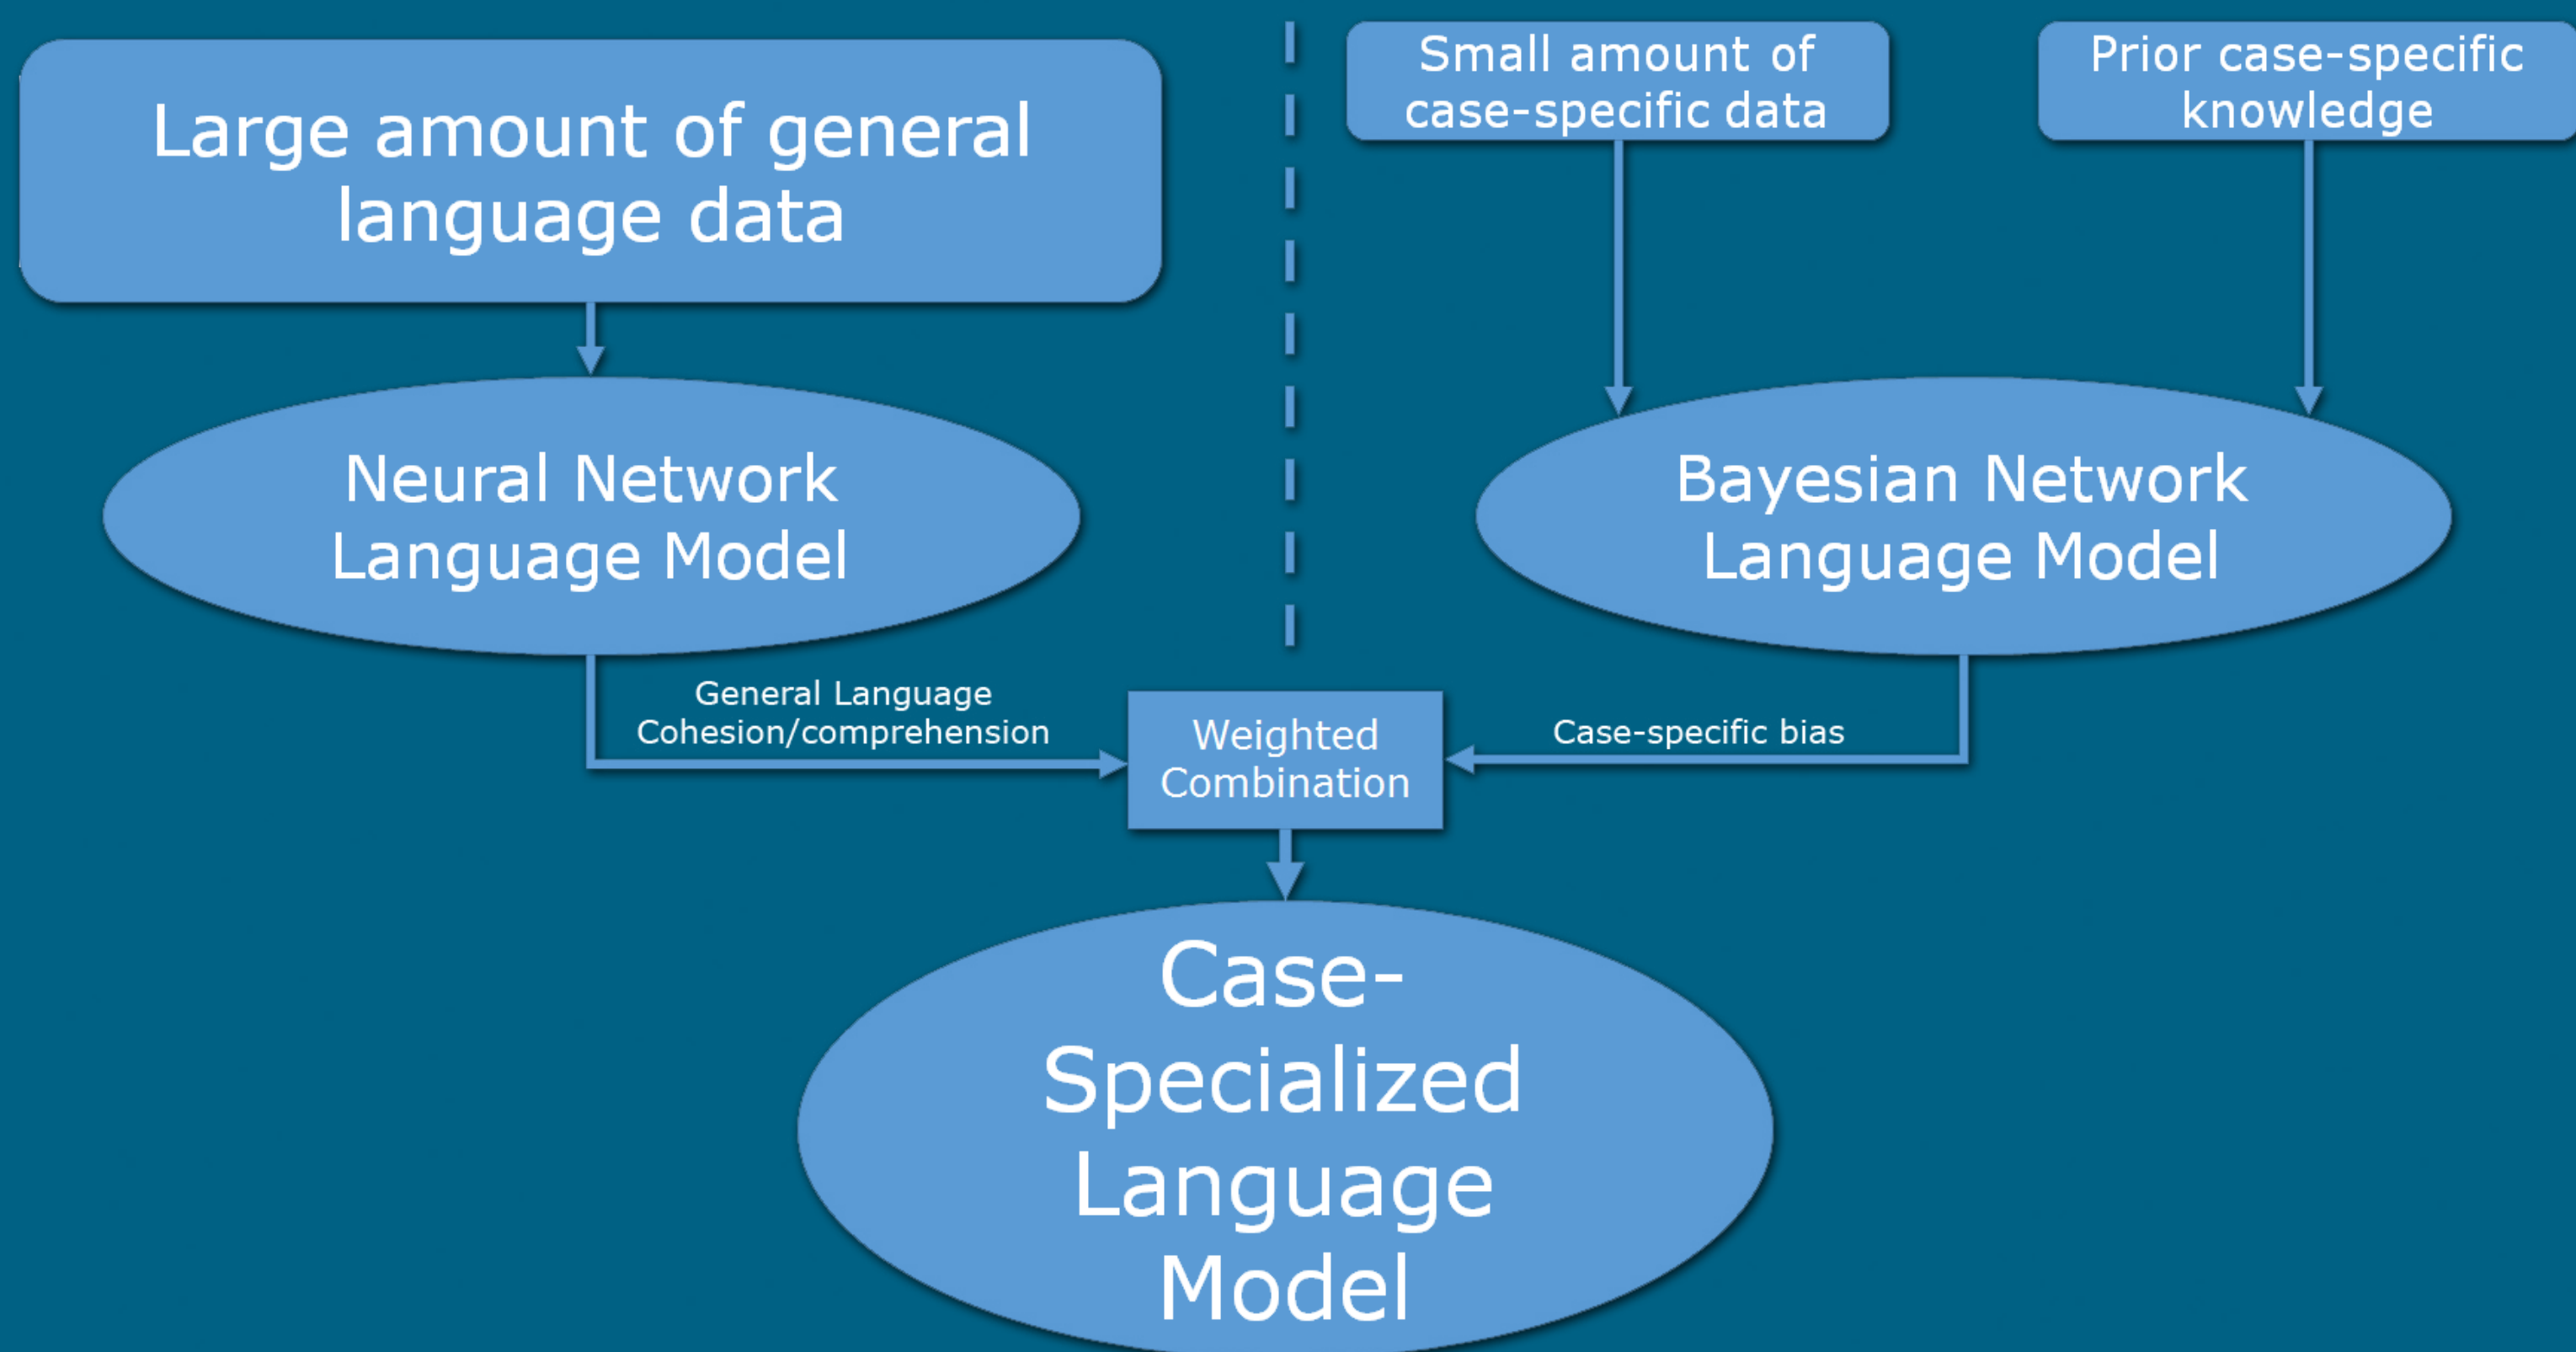 Large amount of general
language data
Small amount of
case-specific data
Prior case-specific
knowledge
Neural Network
Language Model
Bayesian Network
Language Model
General Language
Cohesion/comprehension
Weighted
Combination
Case-specific bias
Case-
Specialized
Language
Model